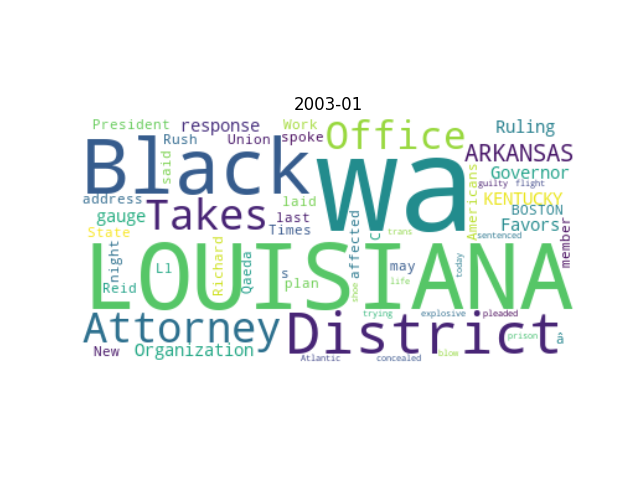 2003-01
President
response
Work
Office
Ruling
Rush
Union
spoke
Black
wa
said
ARKANSAS
Americans
Governor
guilty
flight
address
Takes
laid
KENTUCKY
gauge
last
BOSTON
State
Times
Favors
night
Richard
Qaeda
affected
trans
sentenced
member
LOUISIANA
s
may
today
Reid
plan
shoe
life
Attorney
District
trying
explosive
pleaded
prison
â
New
Organization
Atlantic
concealed
blow